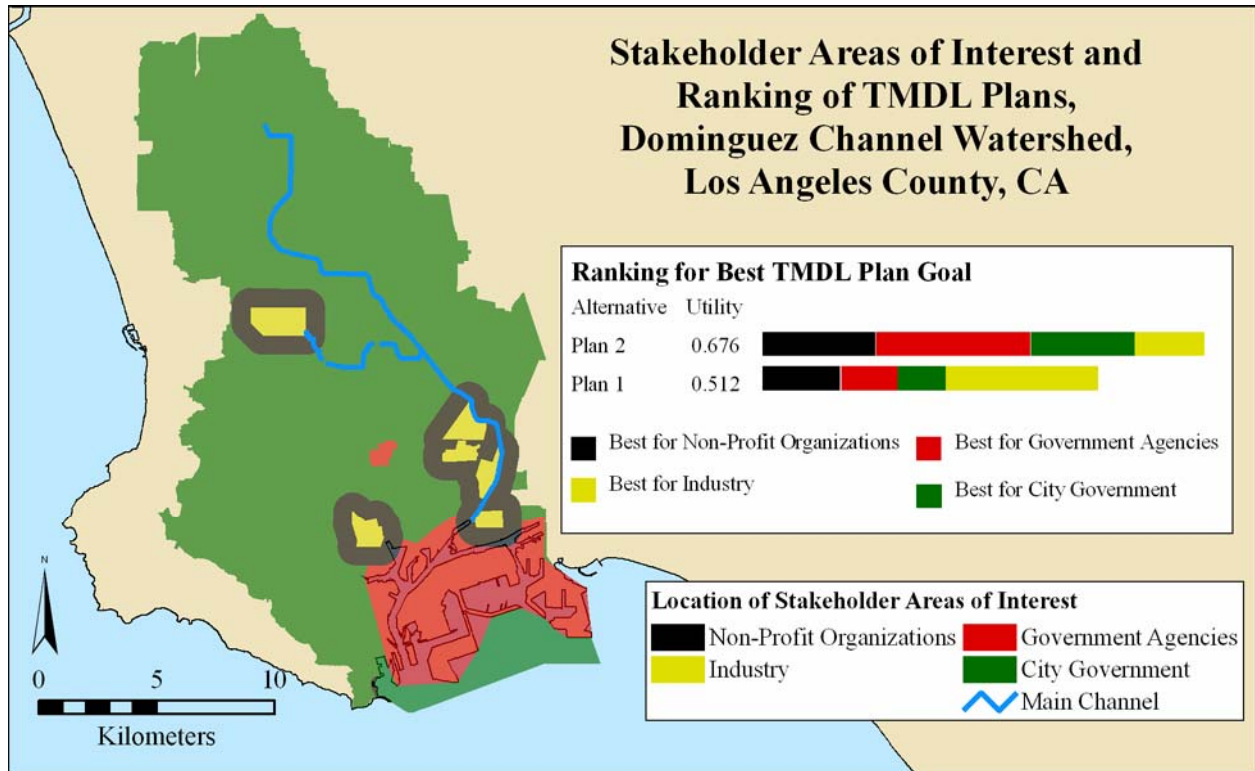 Stakeholder Areas of Interest and
Ranking of TMDL Plans,
Dominguez Channel Watershed,
Los Angeles County, CA
Ranking for Best TMDL Plan Goal
Alternative Utility
Plan 2 0.676
Plan 1 0.512
Best for Non-Profit Organizations Best for Government Agencies
Best for Industry Best for City Government
Location of Stakeholder Areas of Interest
Non-Profit Organizations Government Agencies
Industry City Government
Main Channel
N
0 5 10
Kilometers